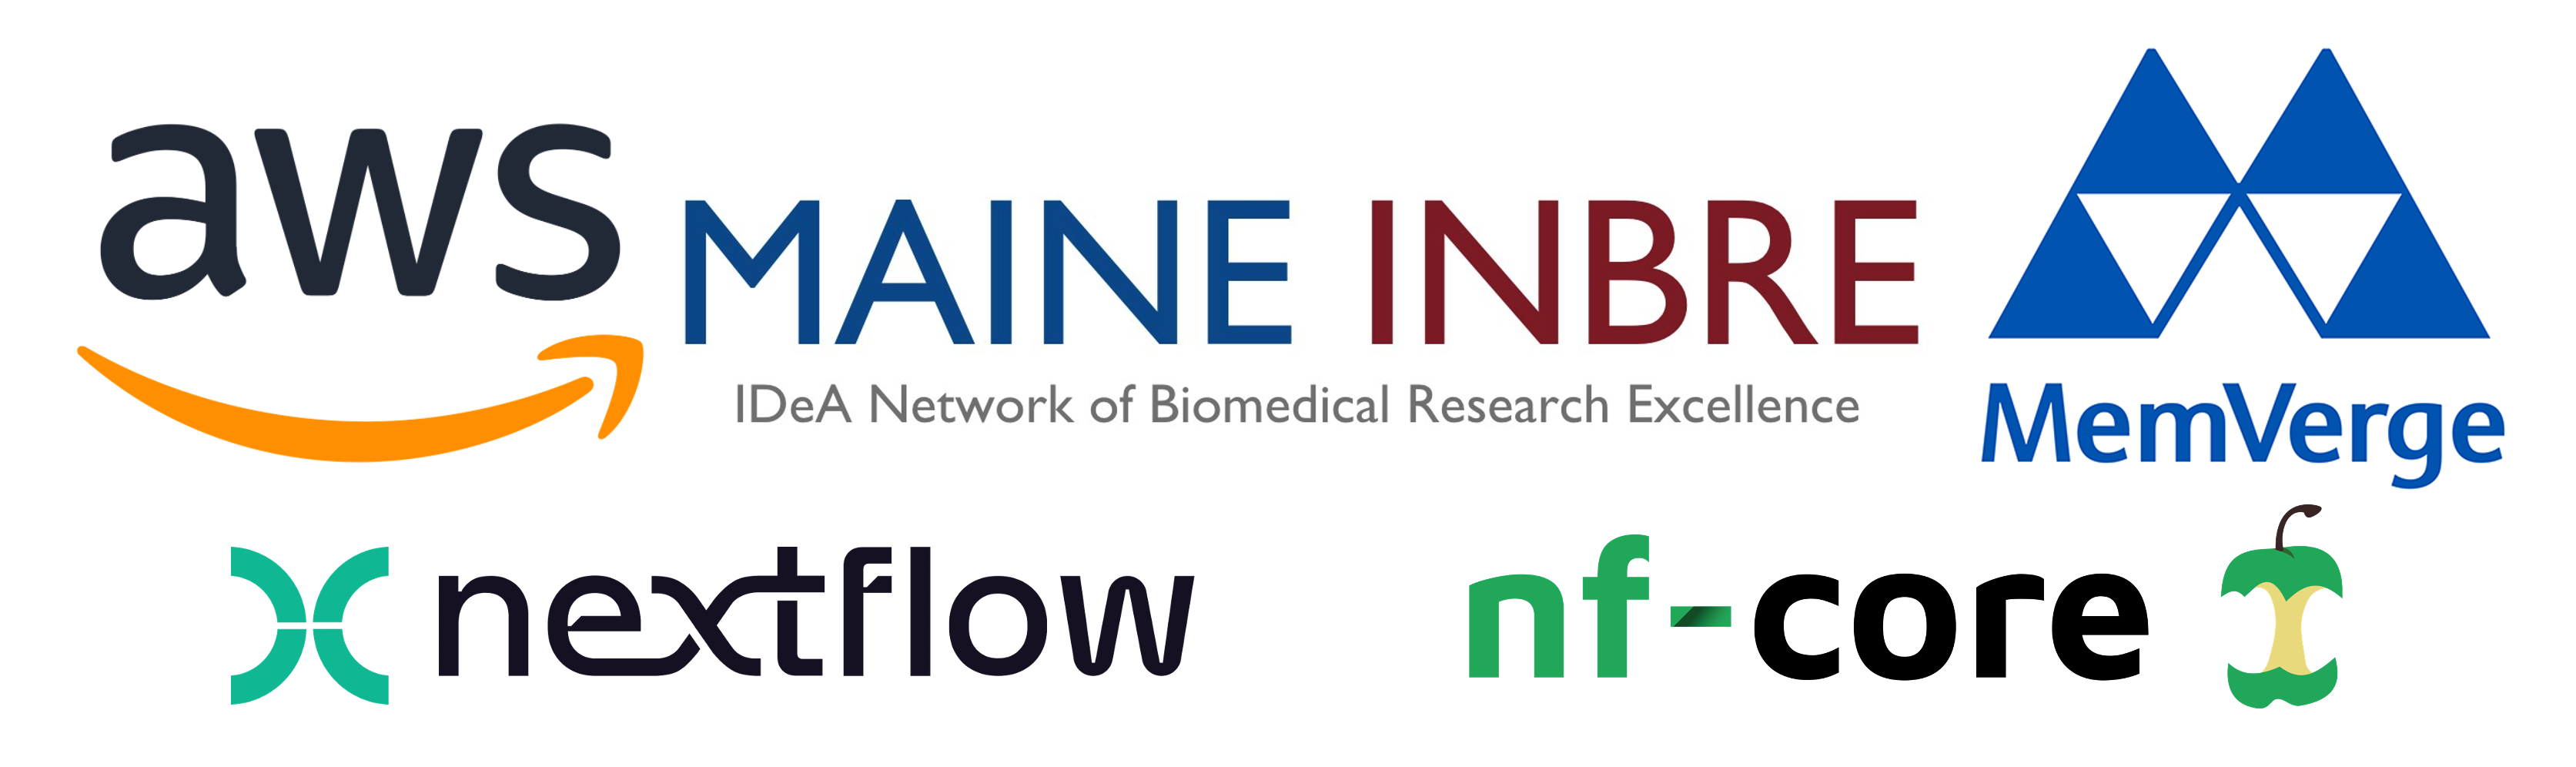 aws
MAINE INBRE
IDeA Network of Biomedical Research Excellence
MemVerge
nextflow
nf-core